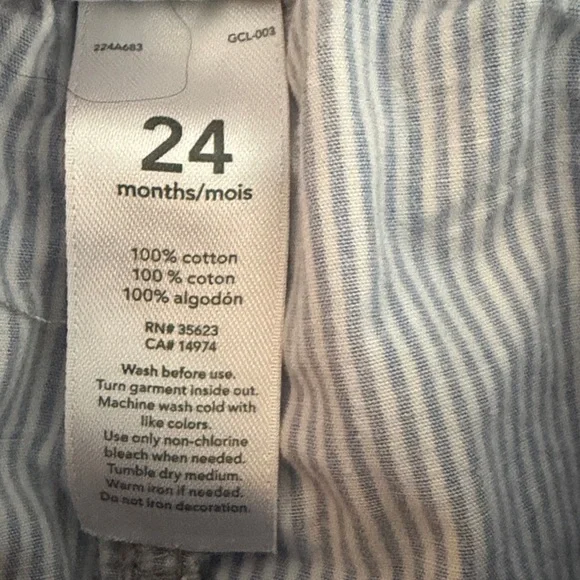 224A683
GCL-003
24
months/mois
100% cotton
100 % coton
100% algodón
RN# 35623
CA# 14974
Wash before use.
Turn garment inside out.
Machine wash cold with
like colors.
Use only non-chlorine
bleach when needed.
Tumble dry medium.
Warm iron if needed.
Do not iron decoration.